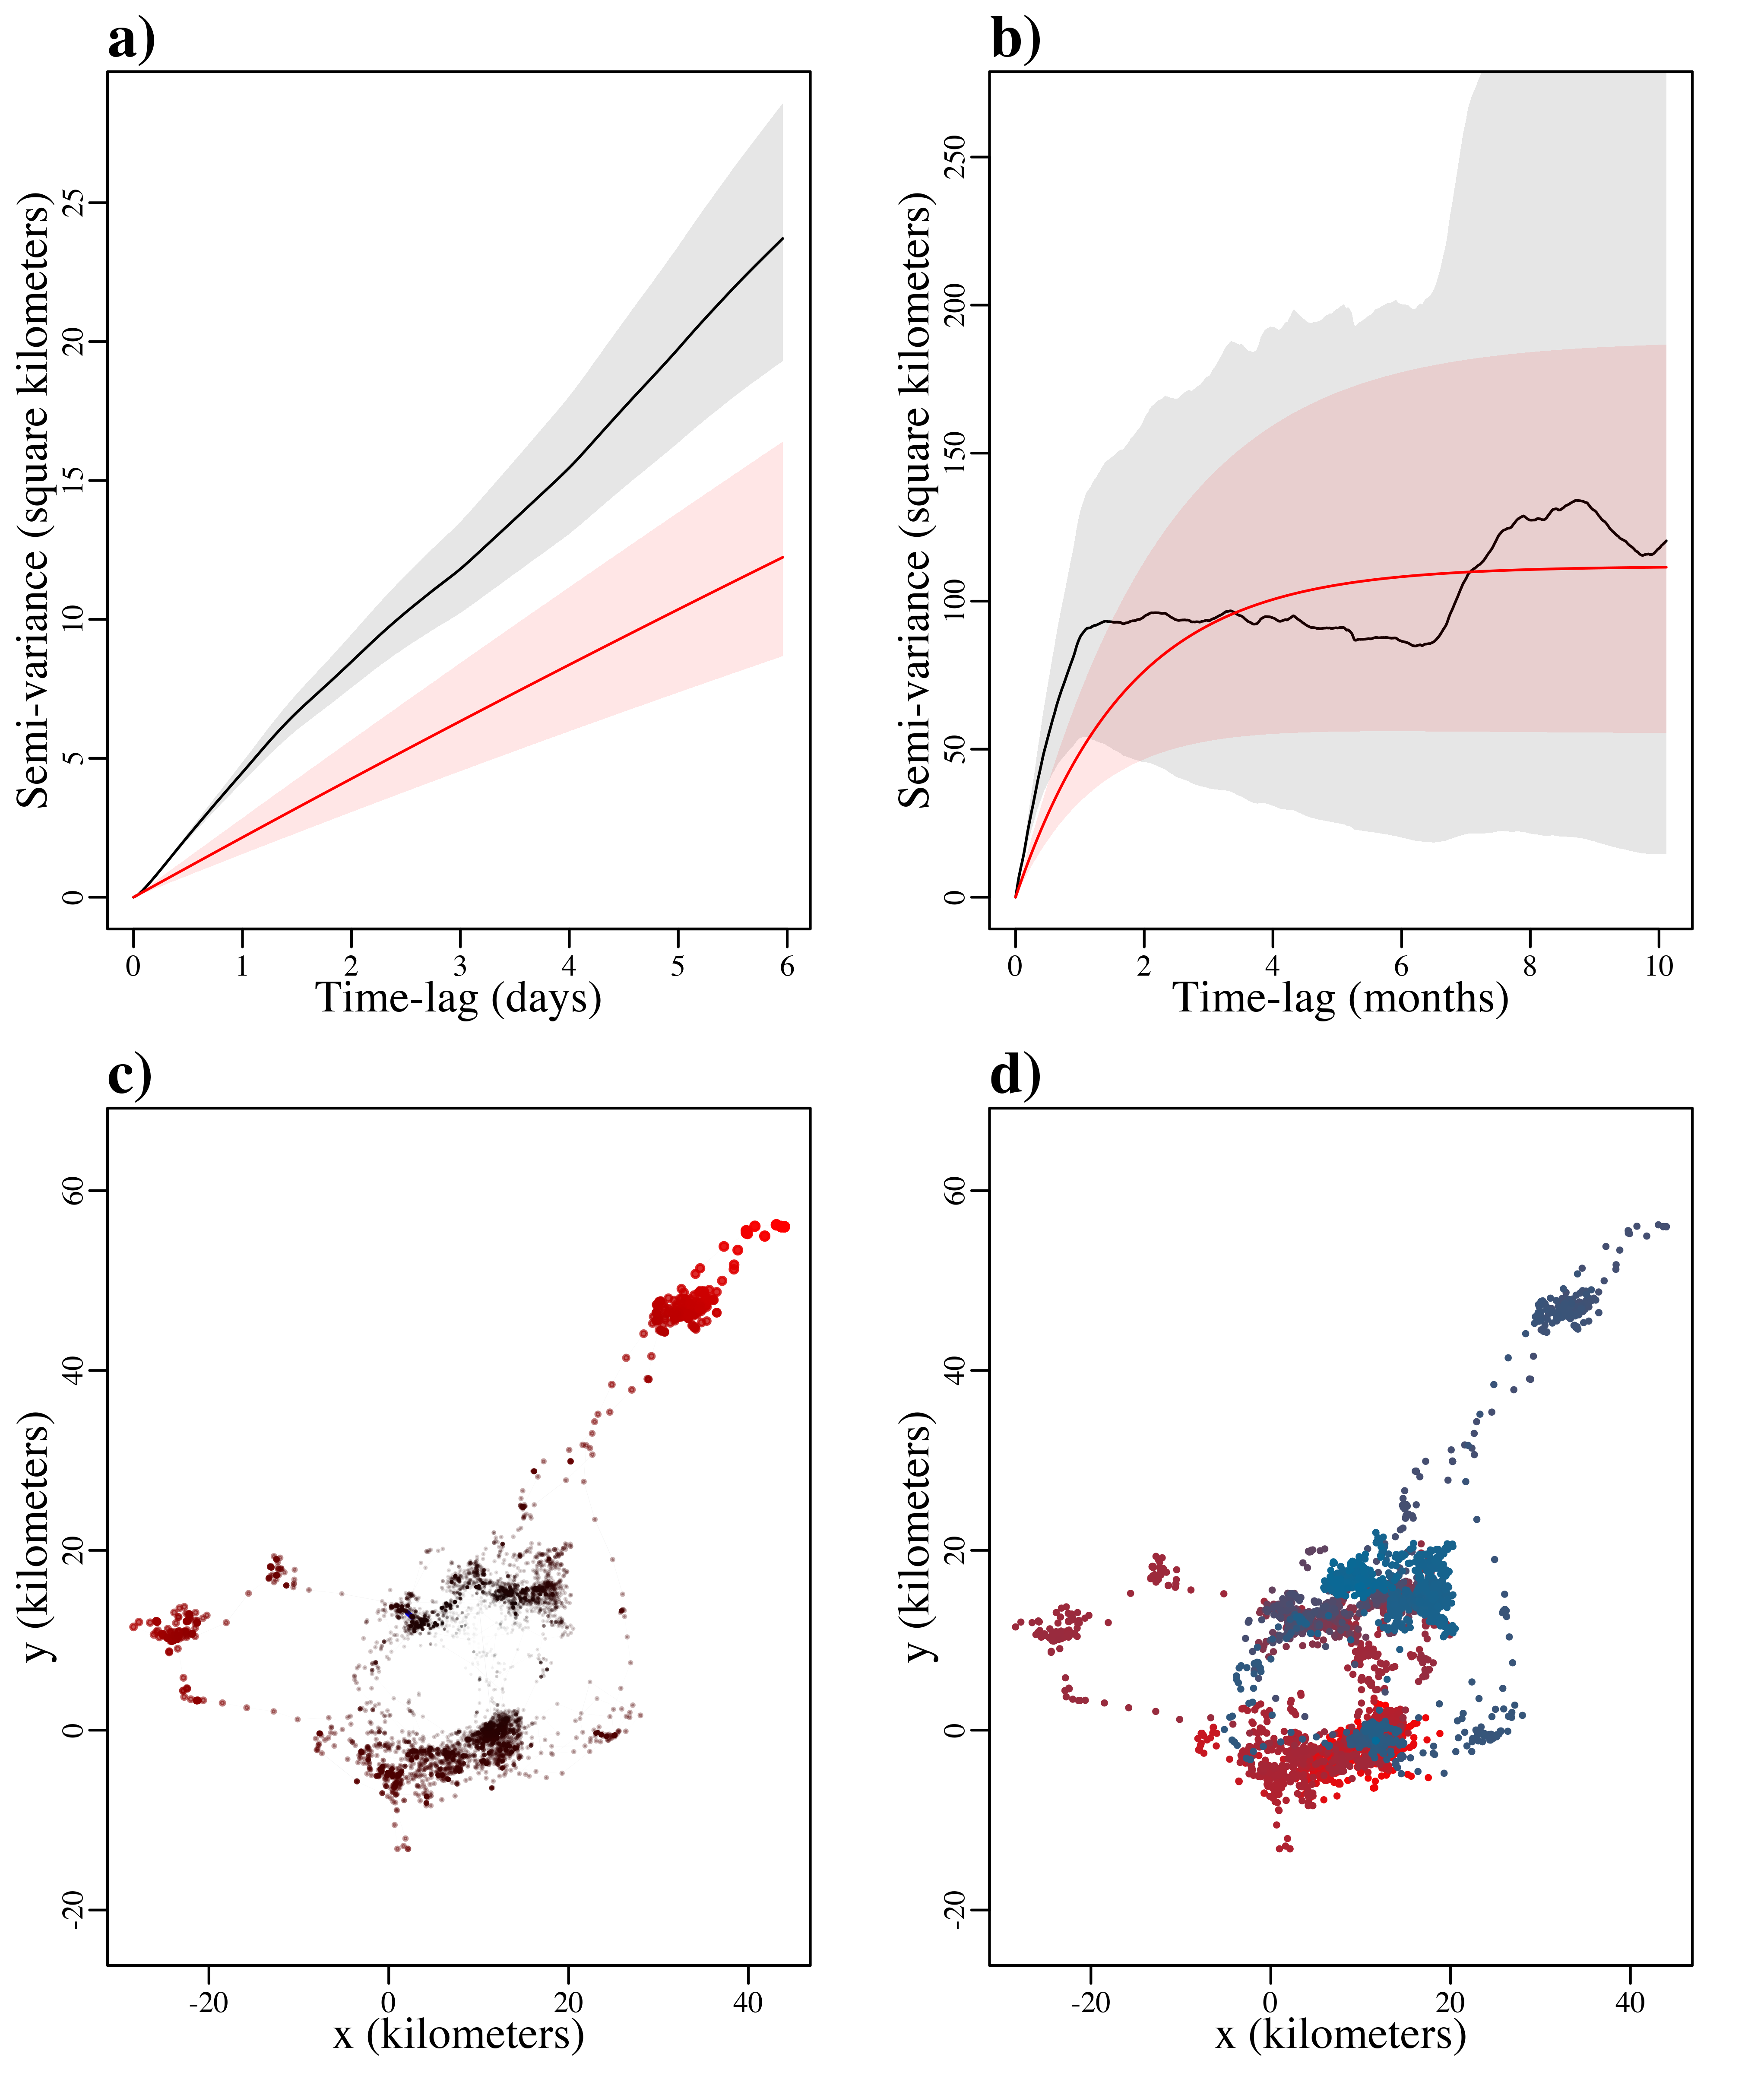 a)
Semi-variance (square kilometers)
0 5 10 15 20 25
0 1 2 3 4 5 6
Time-lag (days)
b)
Semi-variance (square kilometers)
0 50 100 150 200 250
0 2 4 6 8 10
Time-lag (months)
c)
y (kilometers)
-20 0 20 40 60
-20 0 20 40
x (kilometers)
d)
y (kilometers)
-20 0 20 40 60
-20 0 20 40
x (kilometers)